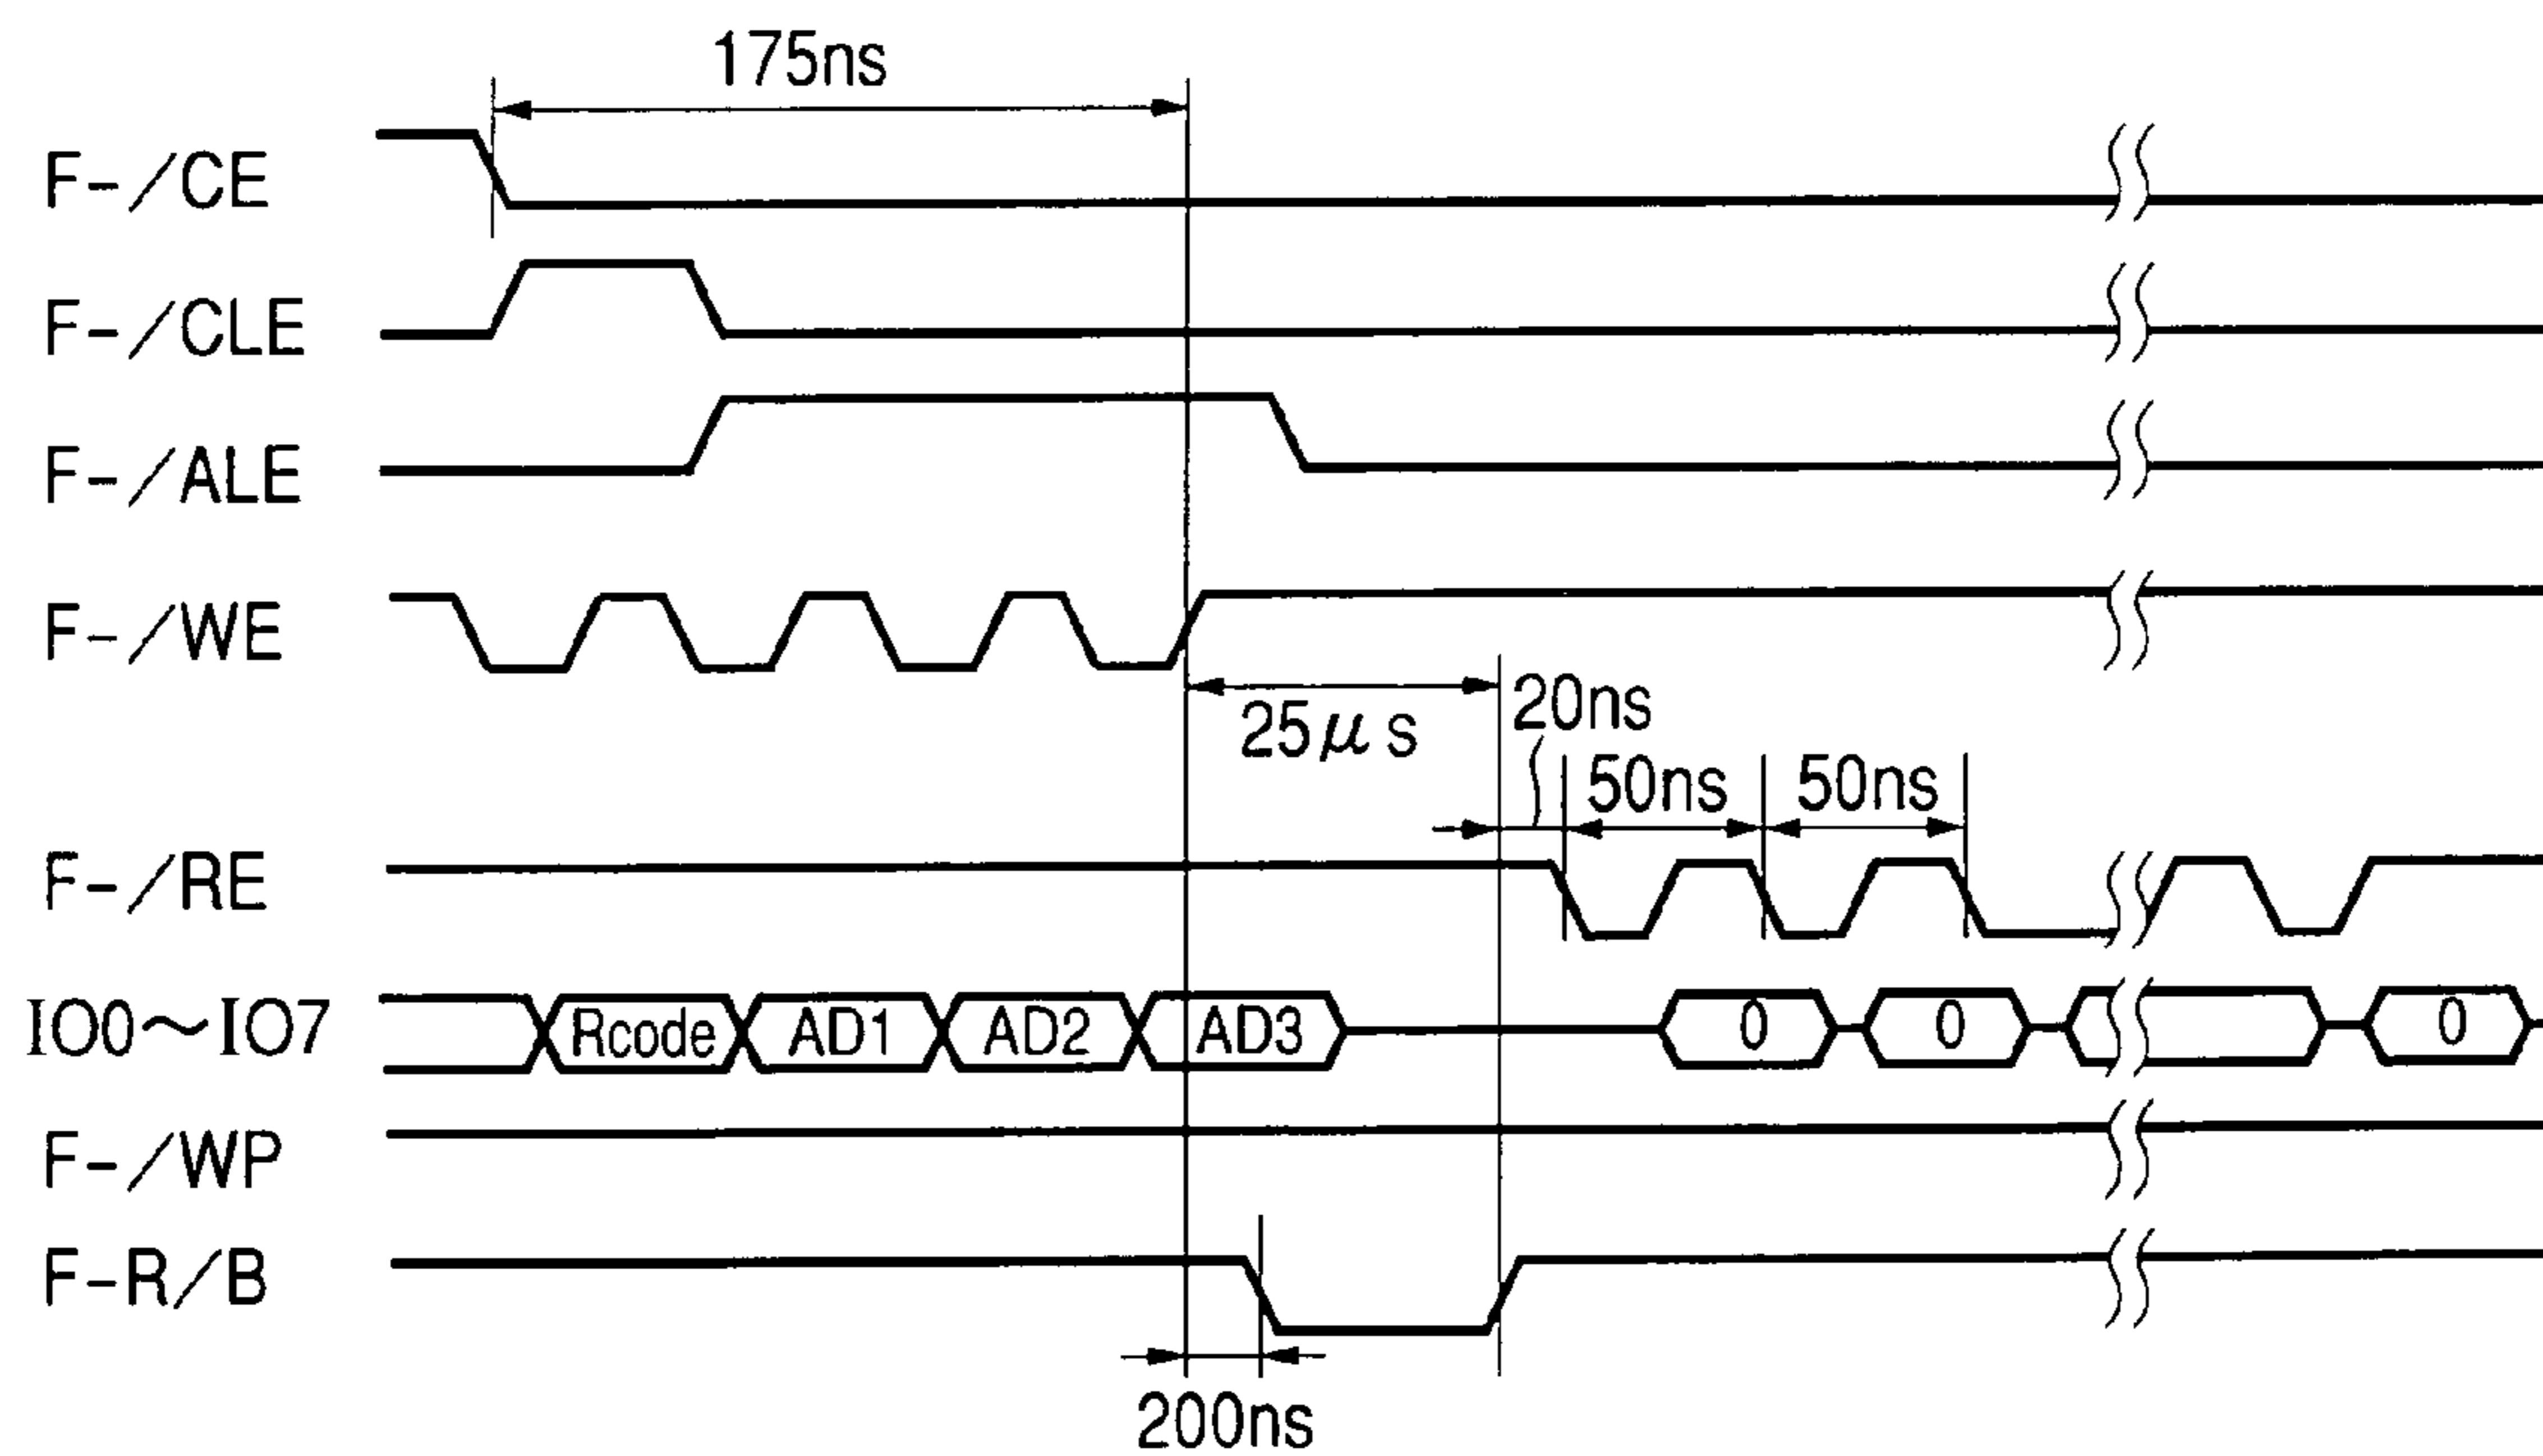 175ns
F-/CE
F-/CLE
F-/ALE
F-/WE
25μs
20ns
50ns
50ns
F-/RE
IO0～IO7
Rcode
AD1
AD2
AD3
0
0
0
F-/WP
F-R/B
200ns